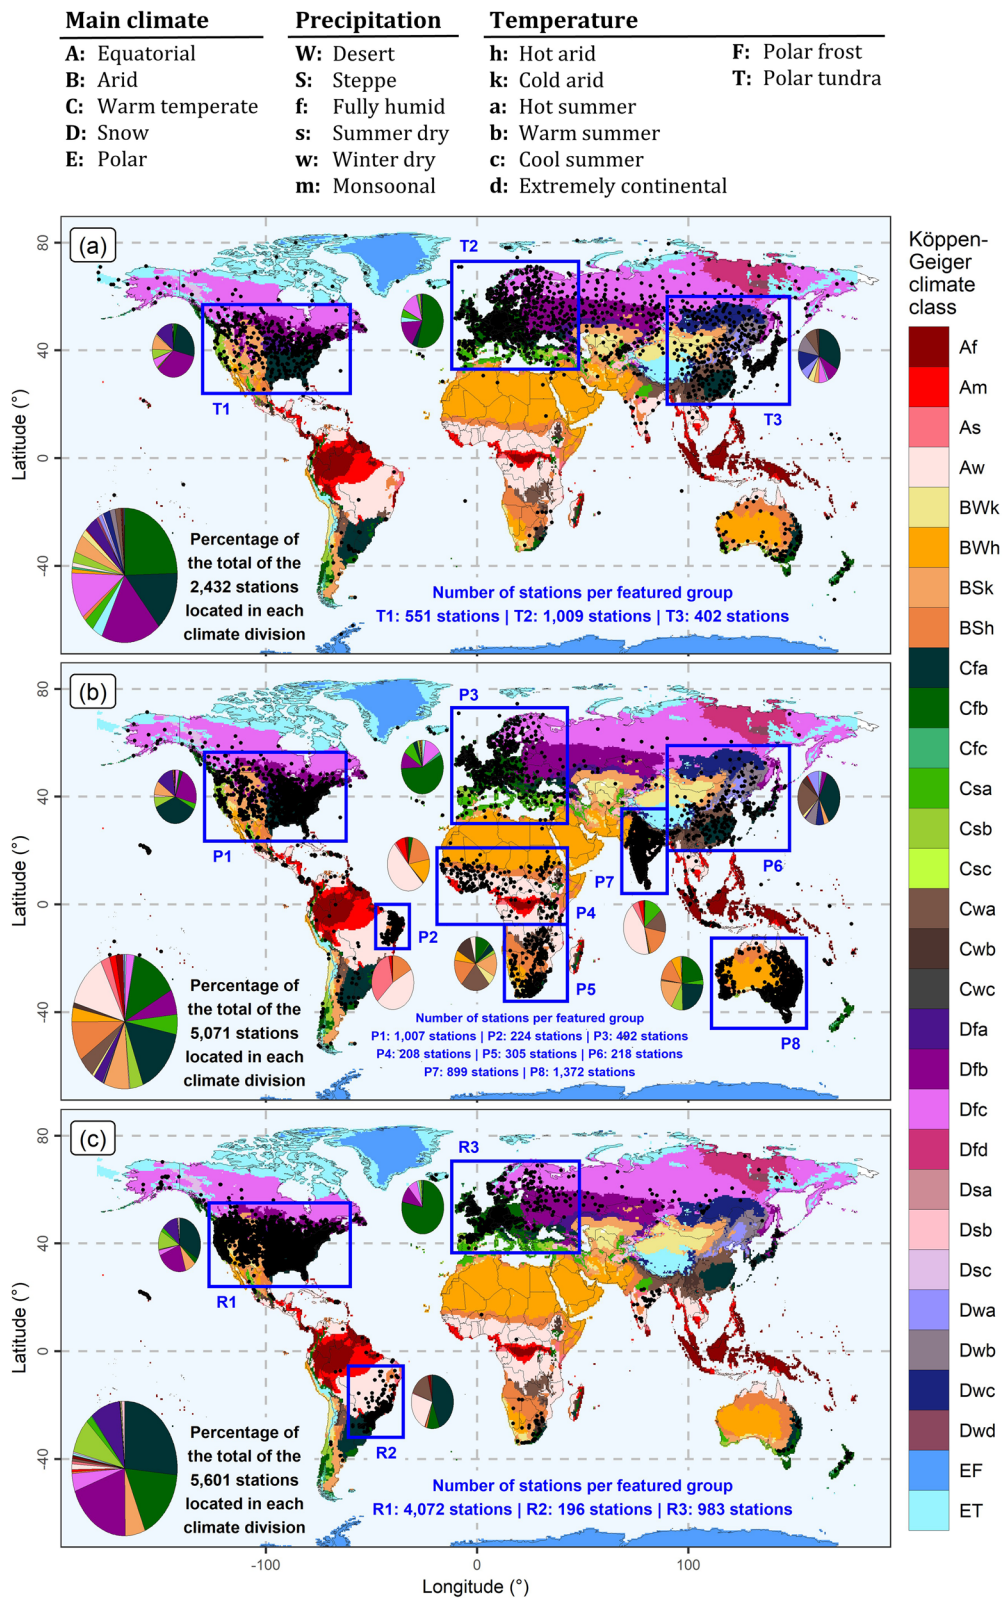 Main climate
A: Equatorial
B: Arid
C: Warm temperate
D: Snow
E: Polar
Precipitation
W: Desert
S: Steppe
f: Fully humid
s: Summer dry
w: Winter dry
m: Monsoonal
Temperature
h: Hot arid
k: Cold arid
a: Hot summer
b: Warm summer
c: Cool summer
d: Extremely continental
F: Polar frost
T: Polar tundra
(a)
T1
T2
T3
80
40
0
-40
Latitude (°)
Percentage of
the total of the
2,432 stations
located in each
climate division
Number of stations per featured group
T1: 551 stations | T2: 1,009 stations | T3: 402 stations
(b)
P1
P2
P3
P4
P5
P6
P7
P8
80
40
0
-40
Latitude (°)
Percentage of
the total of the
5,071 stations
located in each
climate division
Number of stations per featured group
P1: 1,007 stations | P2: 224 stations | P3: 492 stations
P4: 208 stations | P5: 305 stations | P6: 218 stations
P7: 899 stations | P8: 1,372 stations
(c)
R1
R2
R3
80
40
0
-40
Latitude (°)
Percentage of
the total of the
5,601 stations
located in each
climate division
Number of stations per featured group
R1: 4,072 stations | R2: 196 stations | R3: 983 stations
-100
0
100
Longitude (°)
Köppen-
Geiger
climate
class
Af
Am
As
Aw
BWk
BWh
BSk
BSh
Cfa
Cfb
Cfc
Csa
Csb
Csc
Cwa
Cwb
Cwc
Dfa
Dfb
Dfc
Dfd
Dsa
Dsb
Dsc
Dwa
Dwb
Dwc
Dwd
EF
ET